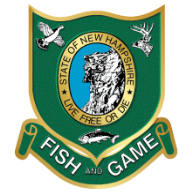 STATE OF NEW HAMPSHIRE
• LIVE FREE OR DIE •
FISH AND GAME